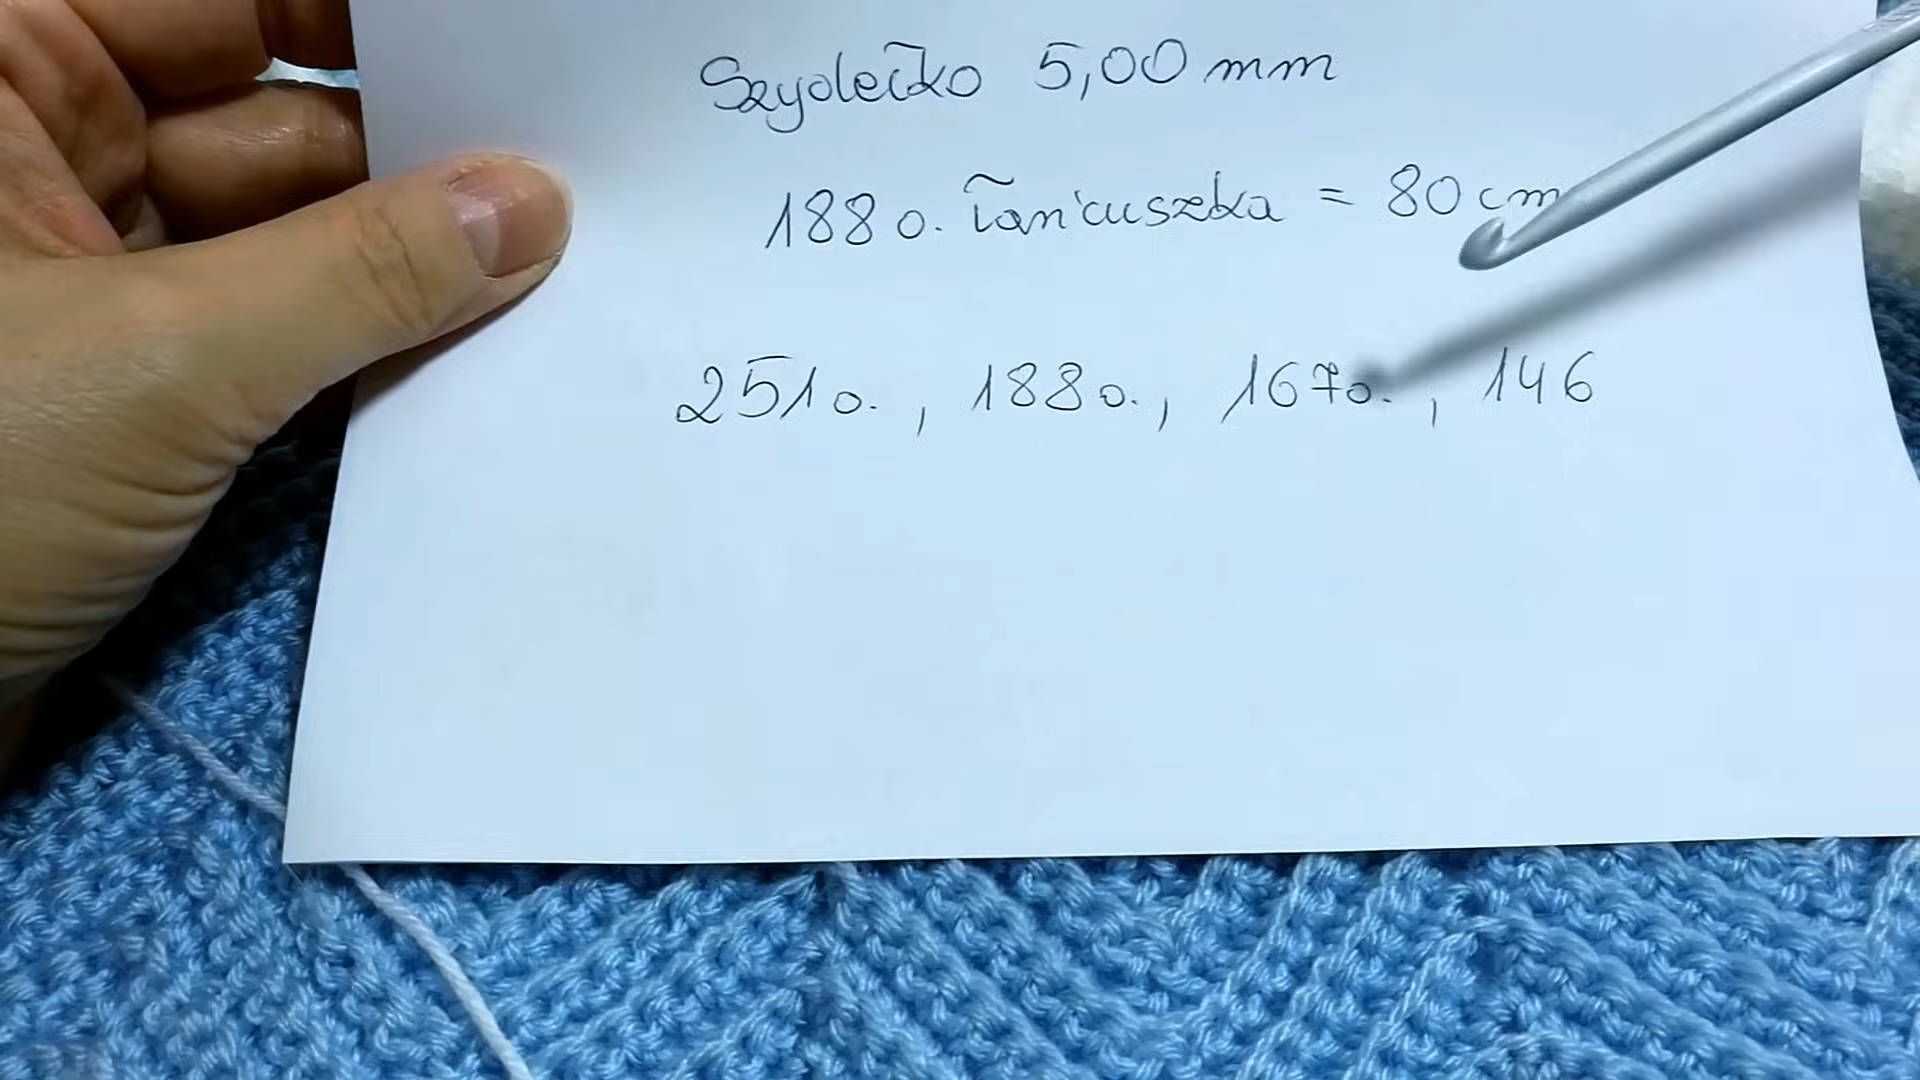 Szydełko 5,00 mm
188 o. łańcuszka = 80 cm
251 o. , 188 o. , 167 o. , 146